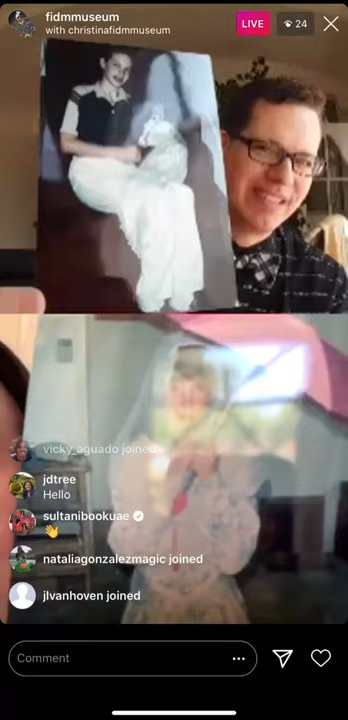 fidmmuseum
with christinafidmmuseum
LIVE
24
vicky_aguado joined
jdtree
Hello
sultanibookuae
👋
nataliagonzalezmagic joined
jlvanhoven joined
Comment